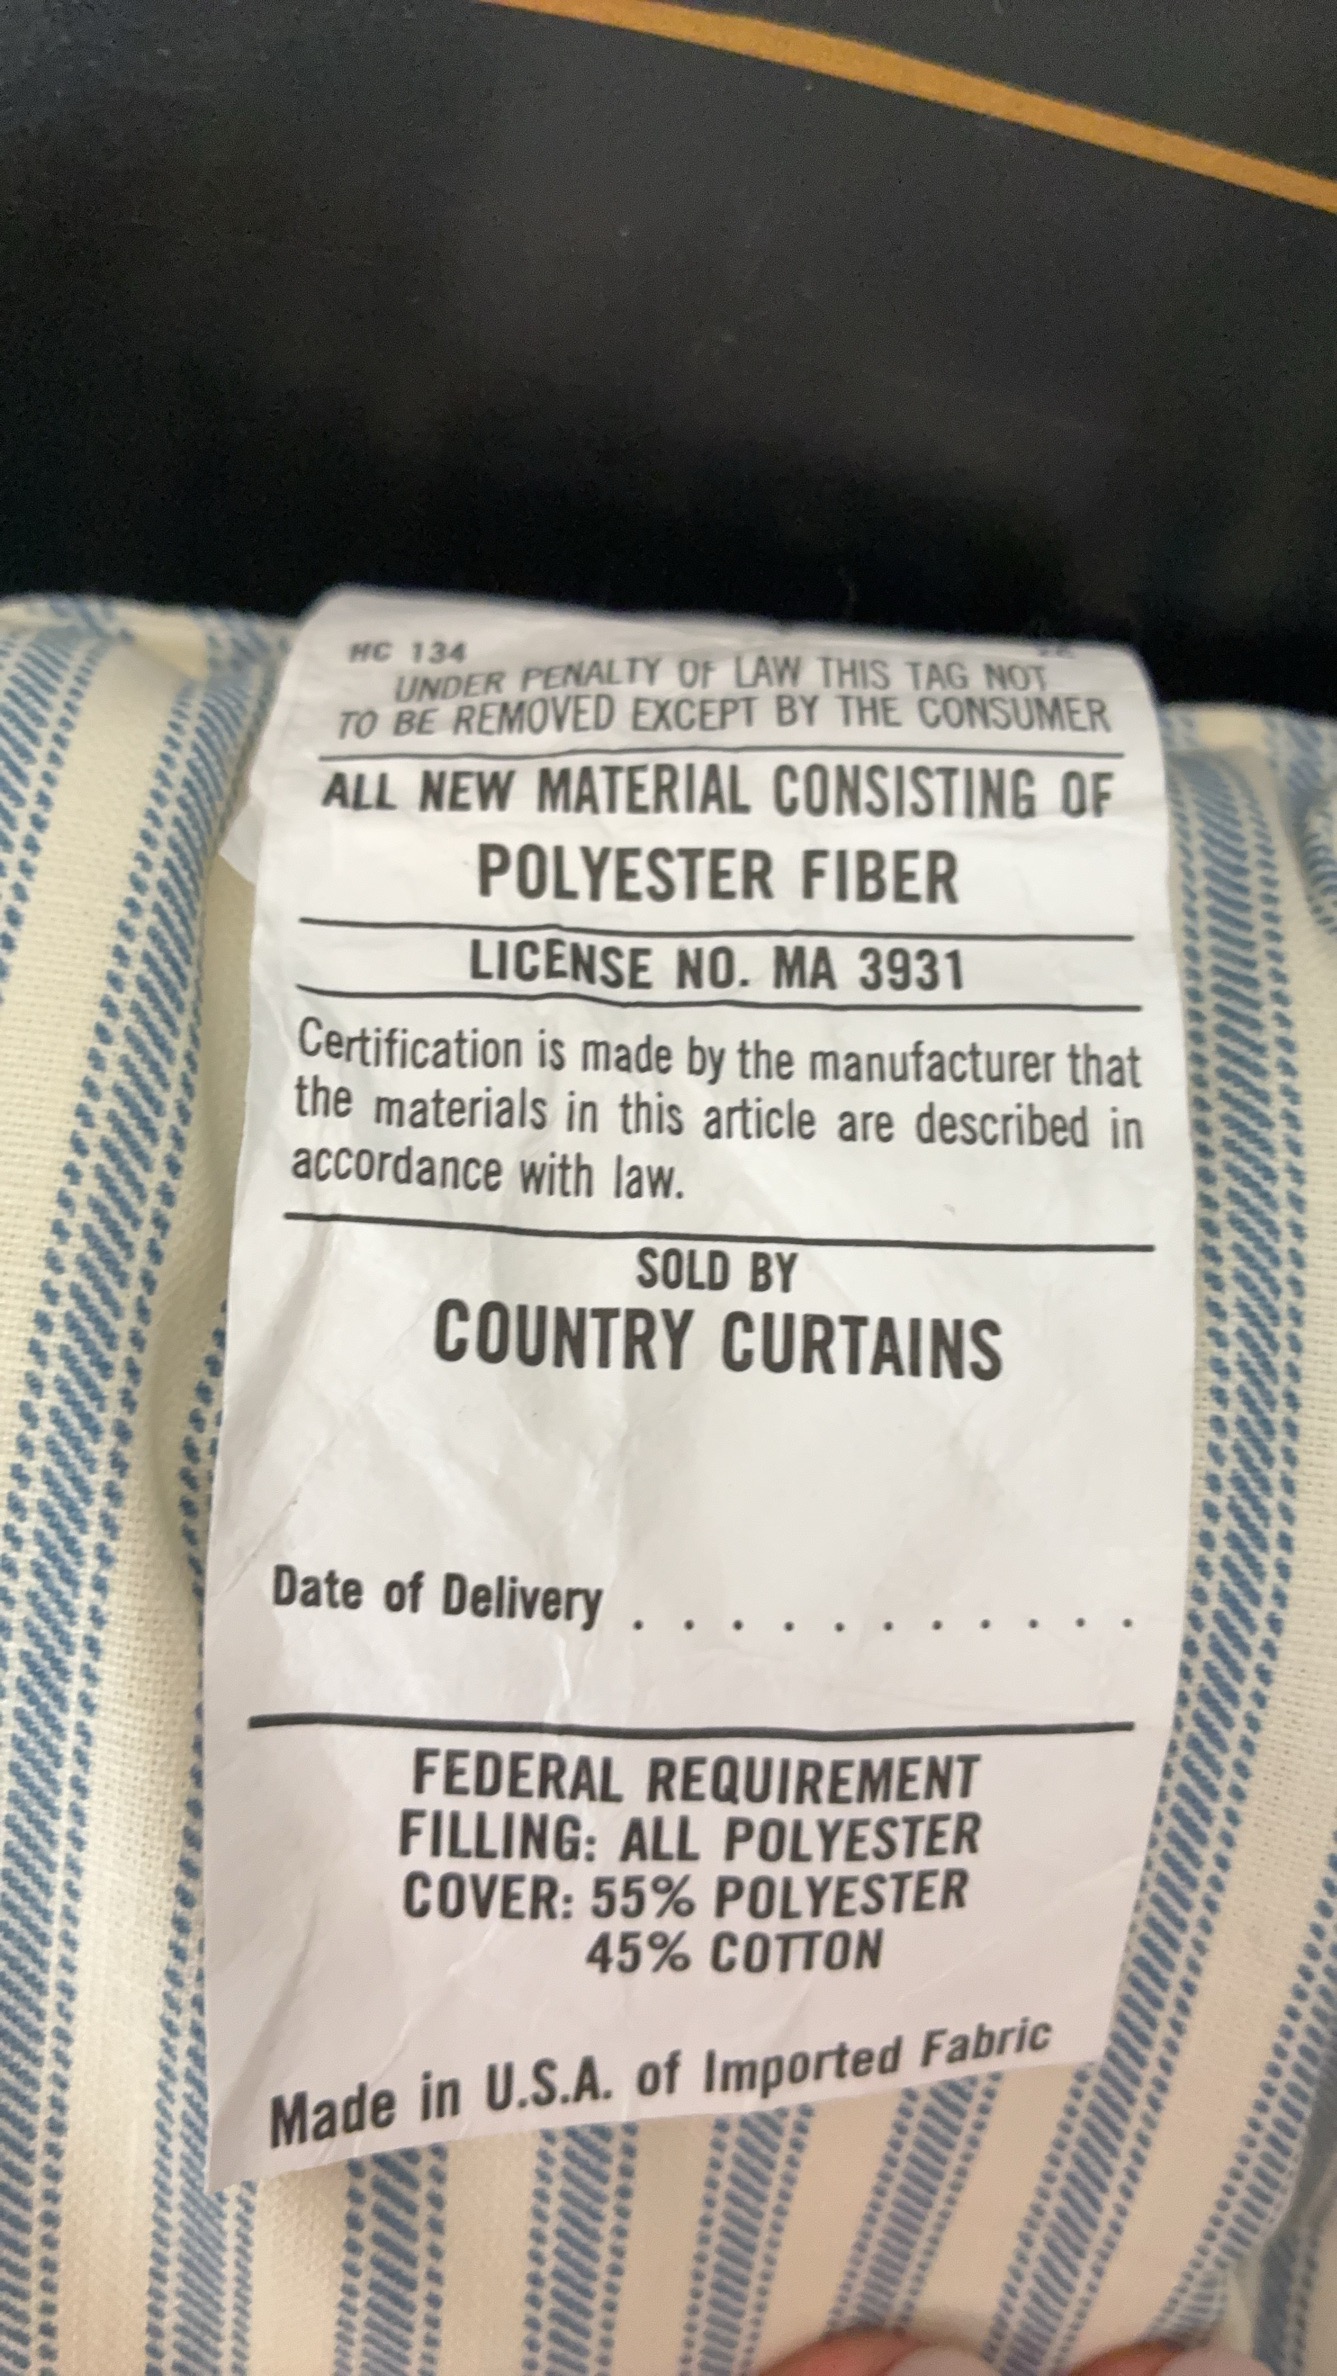 HC 134
UNDER PENALTY OF LAW THIS TAG NOT
TO BE REMOVED EXCEPT BY THE CONSUMER
ALL NEW MATERIAL CONSISTING OF
POLYESTER FIBER
LICENSE NO. MA 3931
Certification is made by the manufacturer that
the materials in this article are described in
accordance with law.
SOLD BY
COUNTRY CURTAINS
Date of Delivery . . . . . . . . . . .
FEDERAL REQUIREMENT
FILLING: ALL POLYESTER
COVER: 55% POLYESTER
45% COTTON
Made in U.S.A. of Imported Fabric